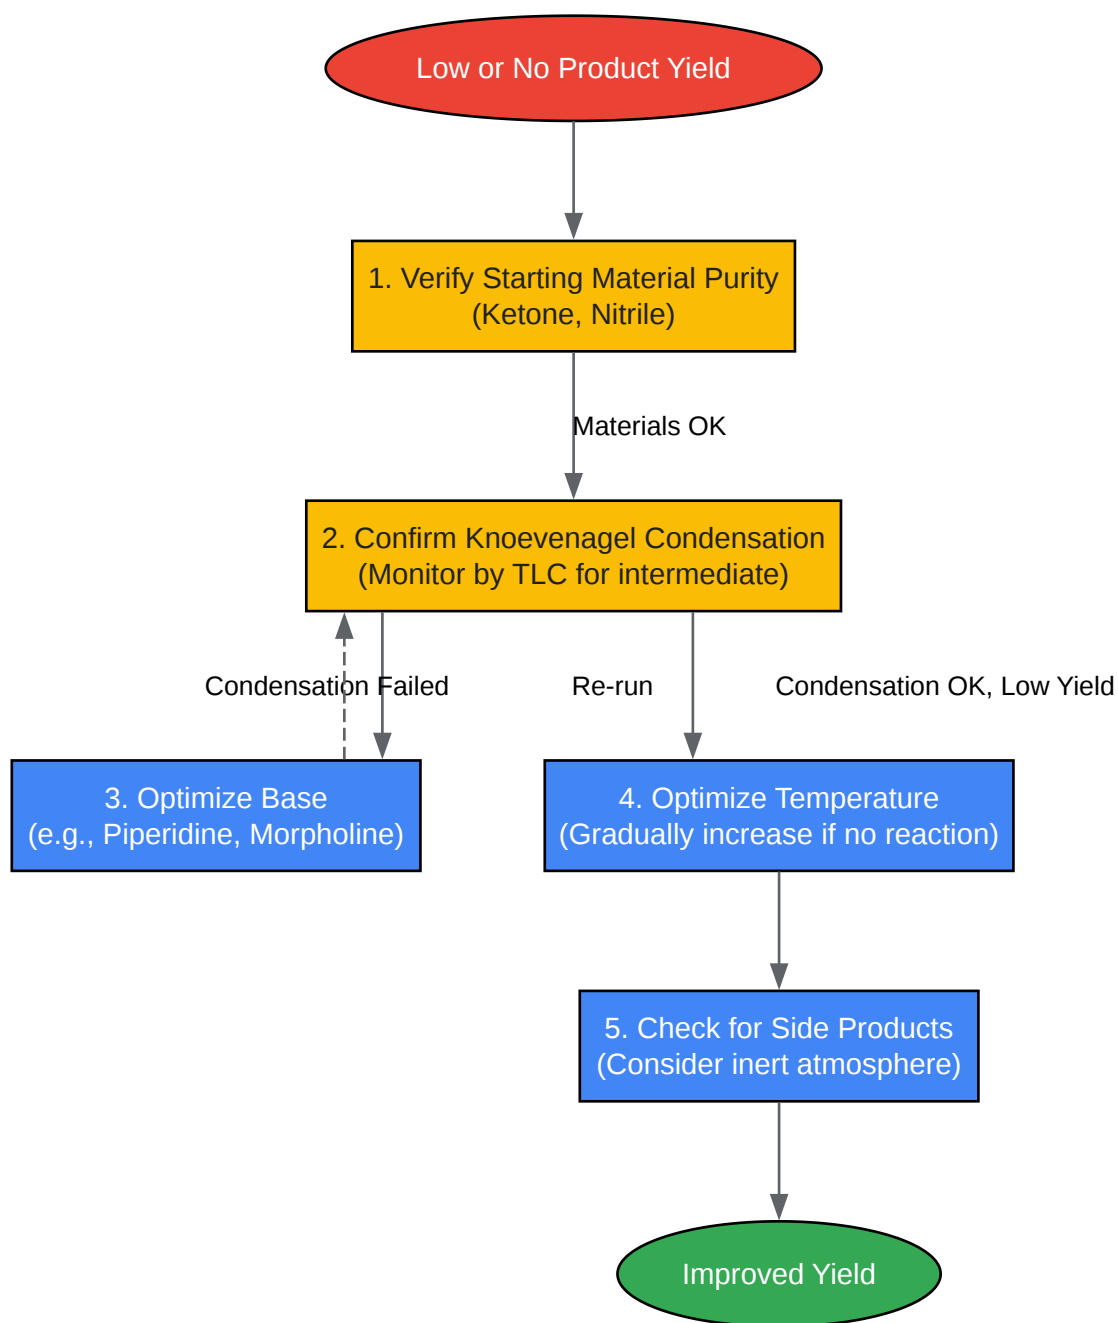 Low or No Product Yield
1. Verify Starting Material Purity
(Ketone, Nitrile)
Materials OK
2. Confirm Knoevenagel Condensation
(Monitor by TLC for intermediate)
Condensation Failed
Re-run
Condensation OK, Low Yield
3. Optimize Base
(e.g., Piperidine, Morpholine)
4. Optimize Temperature
(Gradually increase if no reaction)
5. Check for Side Products
(Consider inert atmosphere)
Improved Yield